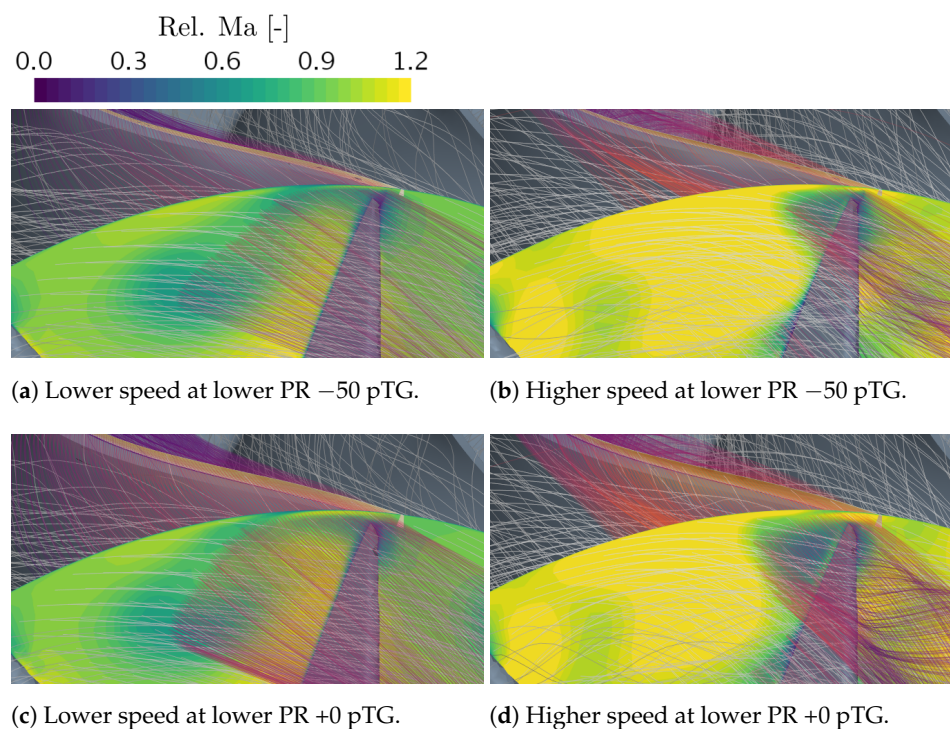 Rel. Ma [-]
0.0 0.3 0.6 0.9 1.2
(a) Lower speed at lower PR −50 pTG.
(b) Higher speed at lower PR −50 pTG.
(c) Lower speed at lower PR +0 pTG.
(d) Higher speed at lower PR +0 pTG.